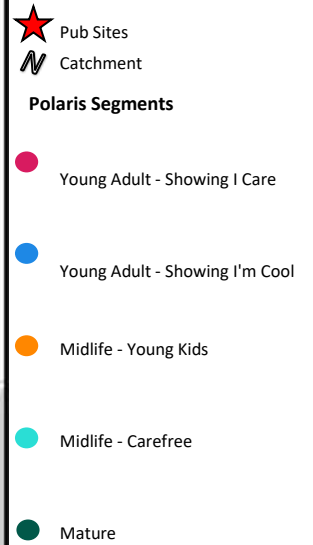 Pub Sites
Catchment
Polaris Segments
Young Adult - Showing I Care
Young Adult - Showing I'm Cool
Midlife - Young Kids
Midlife - Carefree
Mature